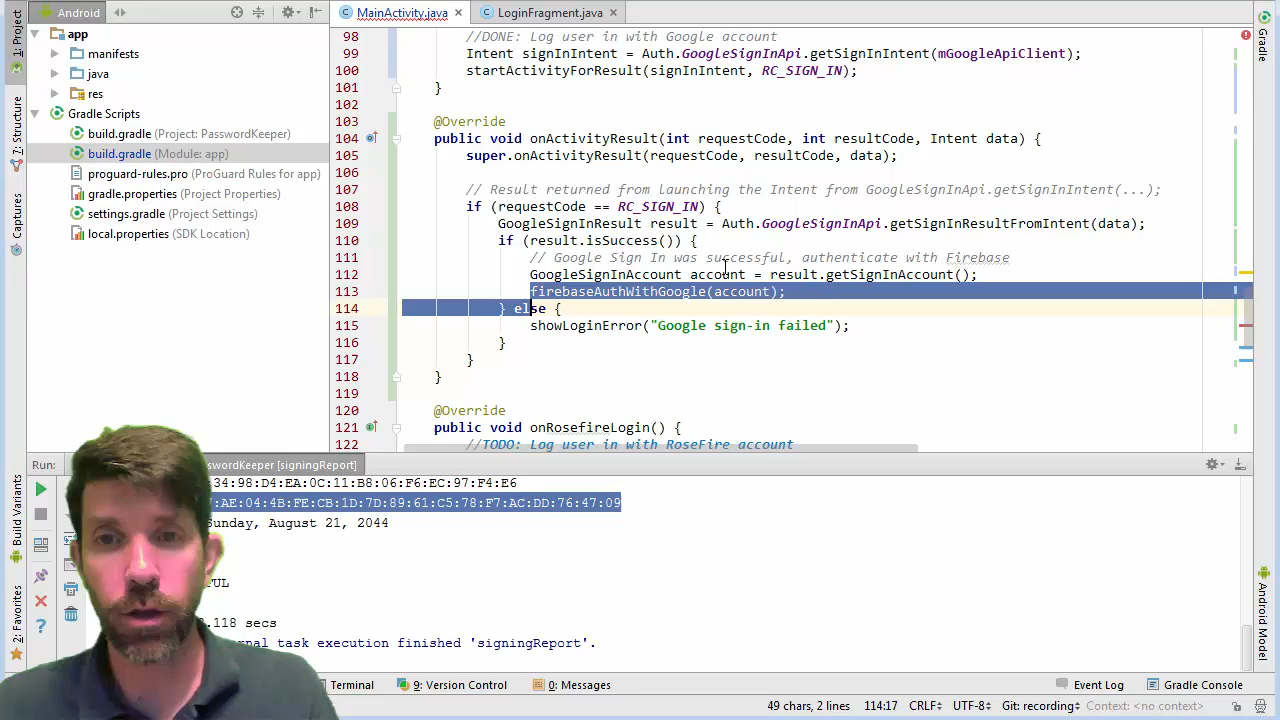 Android
MainActivity.java
LoginFragment.java
1: Project
7: Structure
Captures
Build Variants
2: Favorites
Gradle
Android Model
app
manifests
java
res
Gradle Scripts
build.gradle (Project: PasswordKeeper)
build.gradle (Module: app)
proguard-rules.pro (ProGuard Rules for app)
gradle.properties (Project Properties)
settings.gradle (Project Settings)
local.properties (SDK Location)
98 //DONE: Log user in with Google account
99 Intent signInIntent = Auth.GoogleSignInApi.getSignInIntent(mGoogleApiClient);
100 startActivityForResult(signInIntent, RC_SIGN_IN);
101 }
102
103 @Override
104 public void onActivityResult(int requestCode, int resultCode, Intent data) {
105 super.onActivityResult(requestCode, resultCode, data);
106
107 // Result returned from launching the Intent from GoogleSignInApi.getSignInIntent(...);
108 if (requestCode == RC_SIGN_IN) {
109 GoogleSignInResult result = Auth.GoogleSignInApi.getSignInResultFromIntent(data);
110 if (result.isSuccess()) {
111 // Google Sign In was successful, authenticate with Firebase
112 GoogleSignInAccount account = result.getSignInAccount();
113 firebaseAuthWithGoogle(account);
114 } else {
115 showLoginError("Google sign-in failed");
116 }
117 }
118 }
119
120 @Override
121 public void onRosefireLogin() {
122 //TODO: Log user in with RoseFire account
Run:
swordKeeper [signingReport]
34:98:D4:EA:0C:11:B8:06:F6:EC:97:F4:E6
:AE:04:4B:FE:CB:1D:7D:89:61:C5:78:F7:AC:DD:76:47:09
unday, August 21, 2044
FUL
.118 secs
nal task execution finished 'signingReport'.
Terminal
9: Version Control
0: Messages
Event Log
Gradle Console
49 chars, 2 lines
114:17
CRLF
UTF-8
Git: recording
Context: <no context>